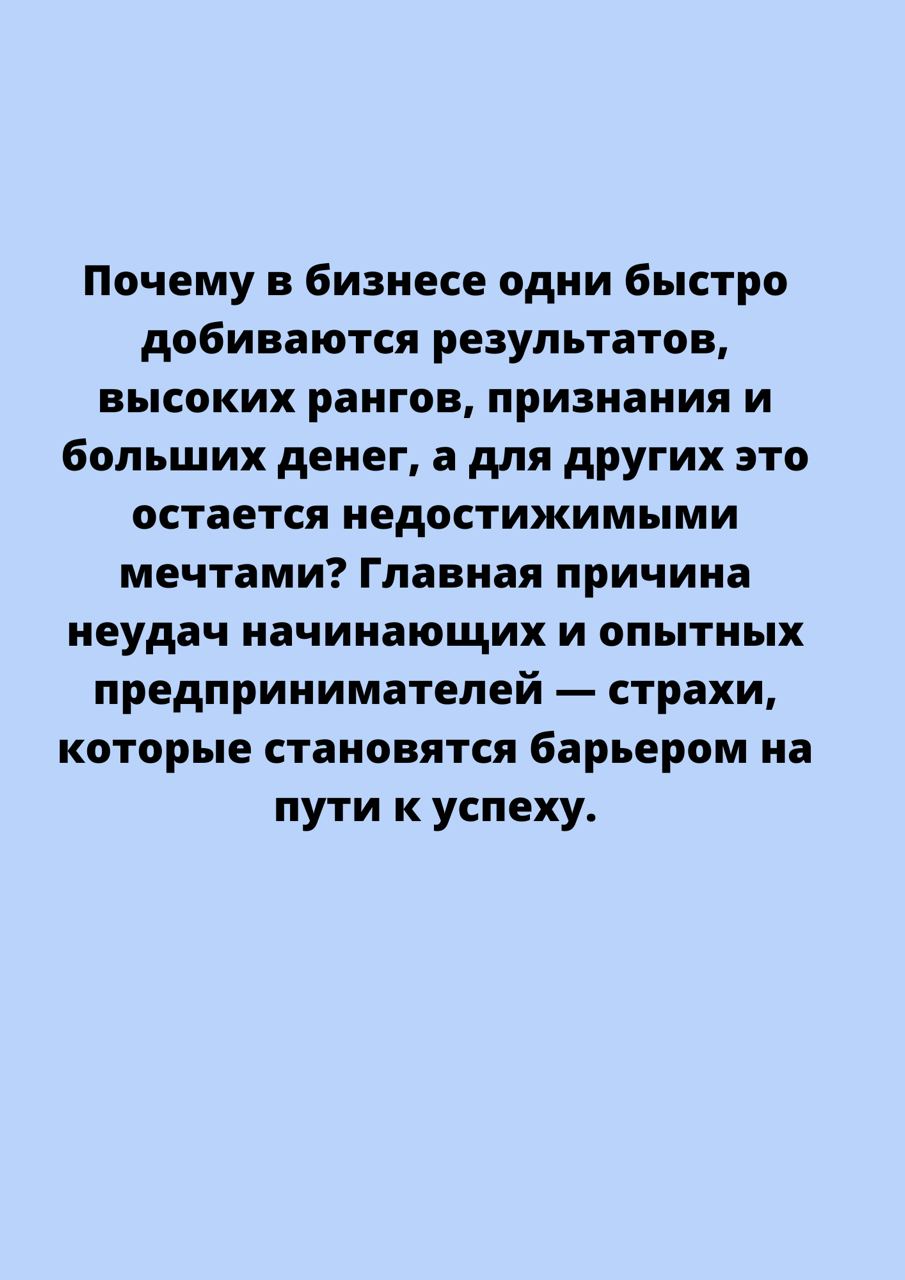 Почему в бизнесе одни быстро
добиваются результатов,
высоких рангов, признания и
больших денег, а для других это
остается недостижимыми
мечтами? Главная причина
неудач начинающих и опытных
предпринимателей — страхи,
которые становятся барьером на
пути к успеху.